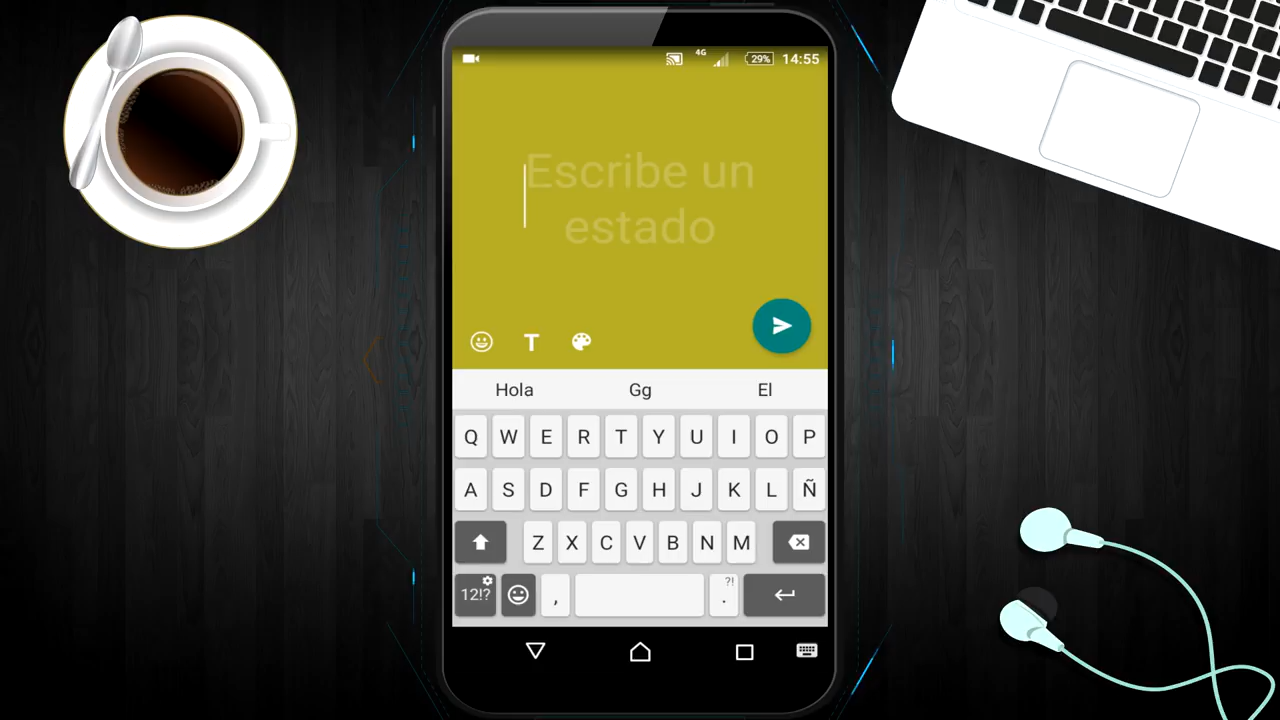 4G 29% 14:55
Escribe un
estado
T
Hola Gg El
Q W E R T Y U I O P
A S D F G H J K L Ñ
Z X C V B N M
12!? , . ?!